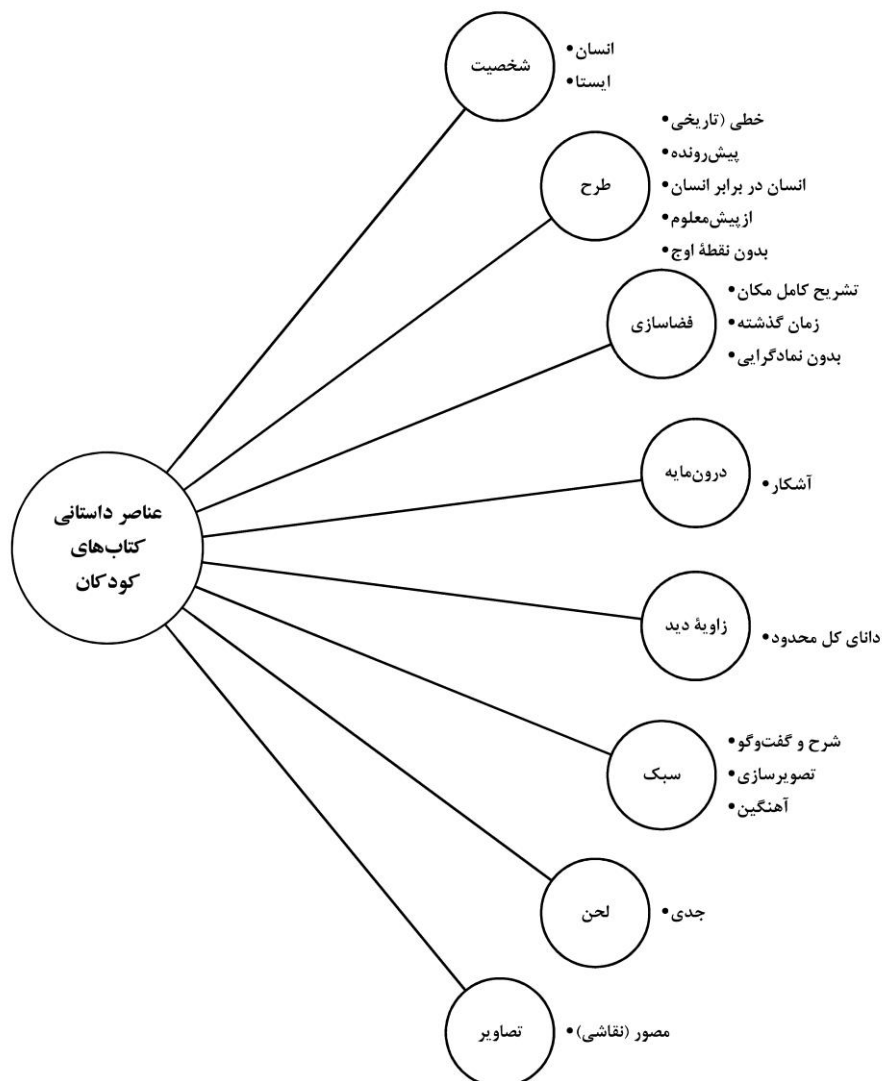 شخصیت
•انسان
•ایستا
طرح
•خطی (تاریخی
•پیش‌رونده
•انسان در برابر انسان
•ازپیش‌معلوم
•بدون نقطۀ اوج
فضاسازی
•تشریح کامل مکان
•زمان گذشته
•بدون نمادگرایی
درون‌مایه
•آشکار
عناصر داستانی
کتاب‌های
کودکان
زاویۀ دید
•دانای کل محدود
سبک
•شرح و گفت‌وگو
•تصویرسازی
•آهنگین
لحن
•جدی
تصاویر
•مصور (نقاشی)